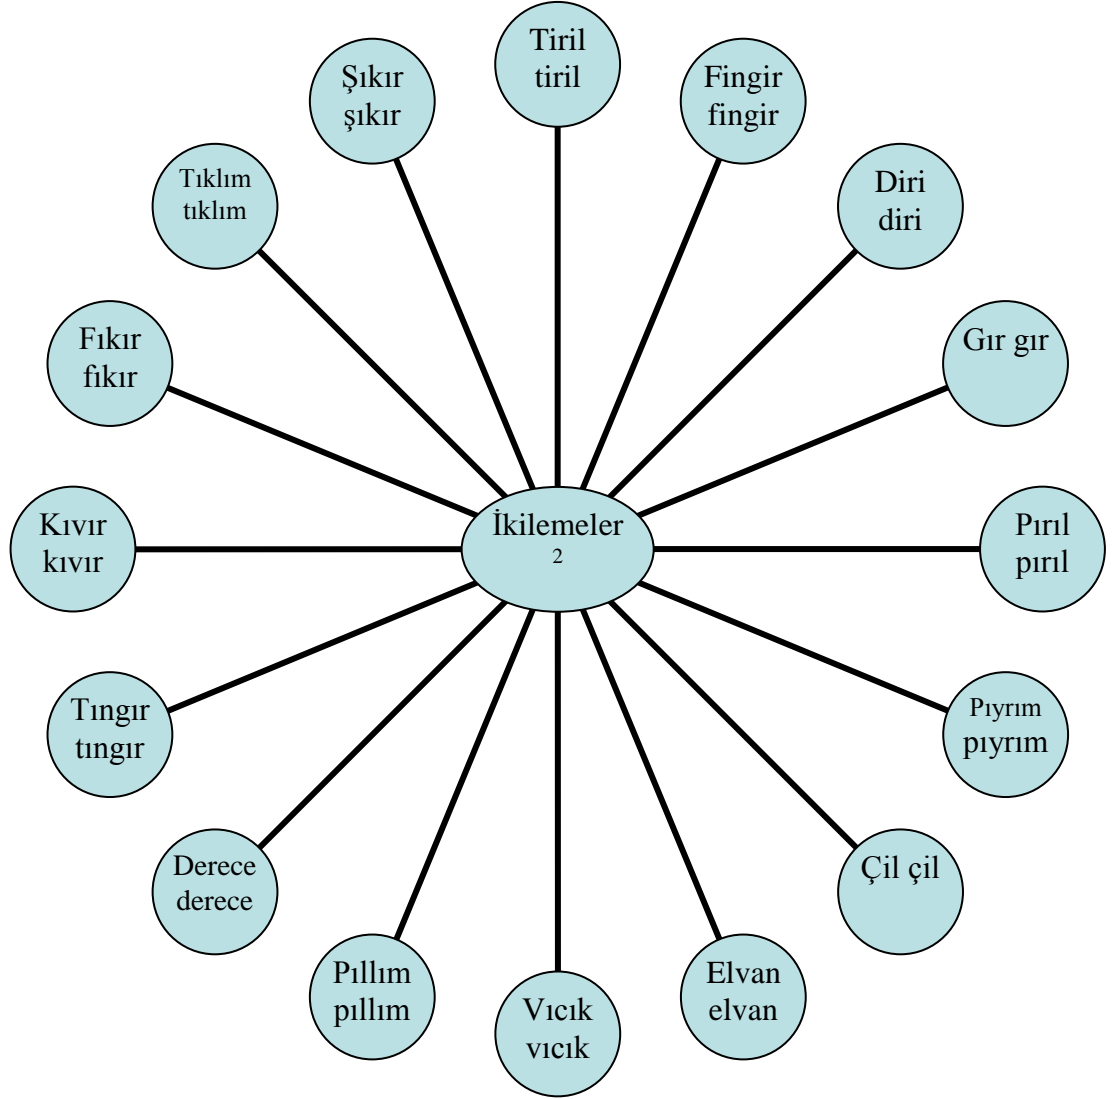 Tiril
tiril
Fingir
fingir
Diri
diri
Gır gır
Pırıl
pırıl
Pıyrım
pıyrım
Çil çil
Elvan
elvan
Vıcık
vıcık
Pıllım
pıllım
Derece
derece
Tıngır
tıngır
Kıvır
kıvır
Fıkır
fıkır
Tıklım
tıklım
Şıkır
şıkır
İkilemeler
2